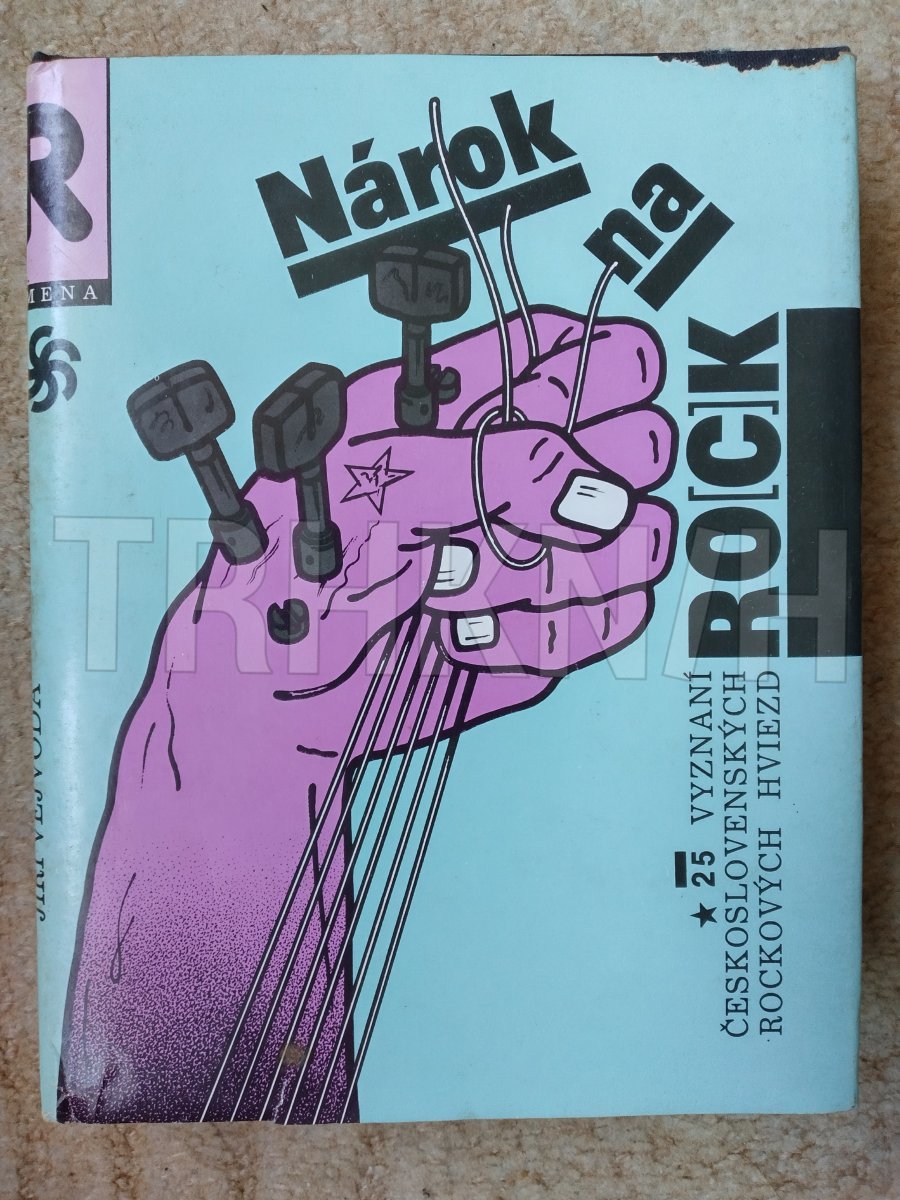 Nárok
na
RO[C]K
★ 25 VYZNANÍ
ČESKOSLOVENSKÝCH
ROCKOVÝCH HVIEZD
R
MENA
JIŘÍ VEJVODA
TRHKNIH